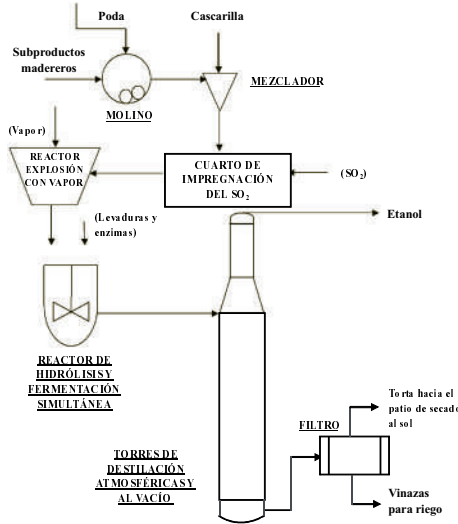 Poda
Cascarilla
Subproductos
madereros
MEZCLADOR
MOLINO
(Vapor)
REACTOR
EXPLOSIÓN
CON VAPOR
CUARTO DE
IMPREGNACIÓN
DEL SO2
(SO2)
(Levaduras y
enzimas)
Etanol
REACTOR DE
HIDRÓLISIS Y
FERMENTACIÓN
SIMULTÁNEA
TORRES DE
DESTILACIÓN
ATMOSFÉRICAS Y
AL VACÍO
FILTRO
Torta hacia el
patio de secado
al sol
Vinazas
para riego